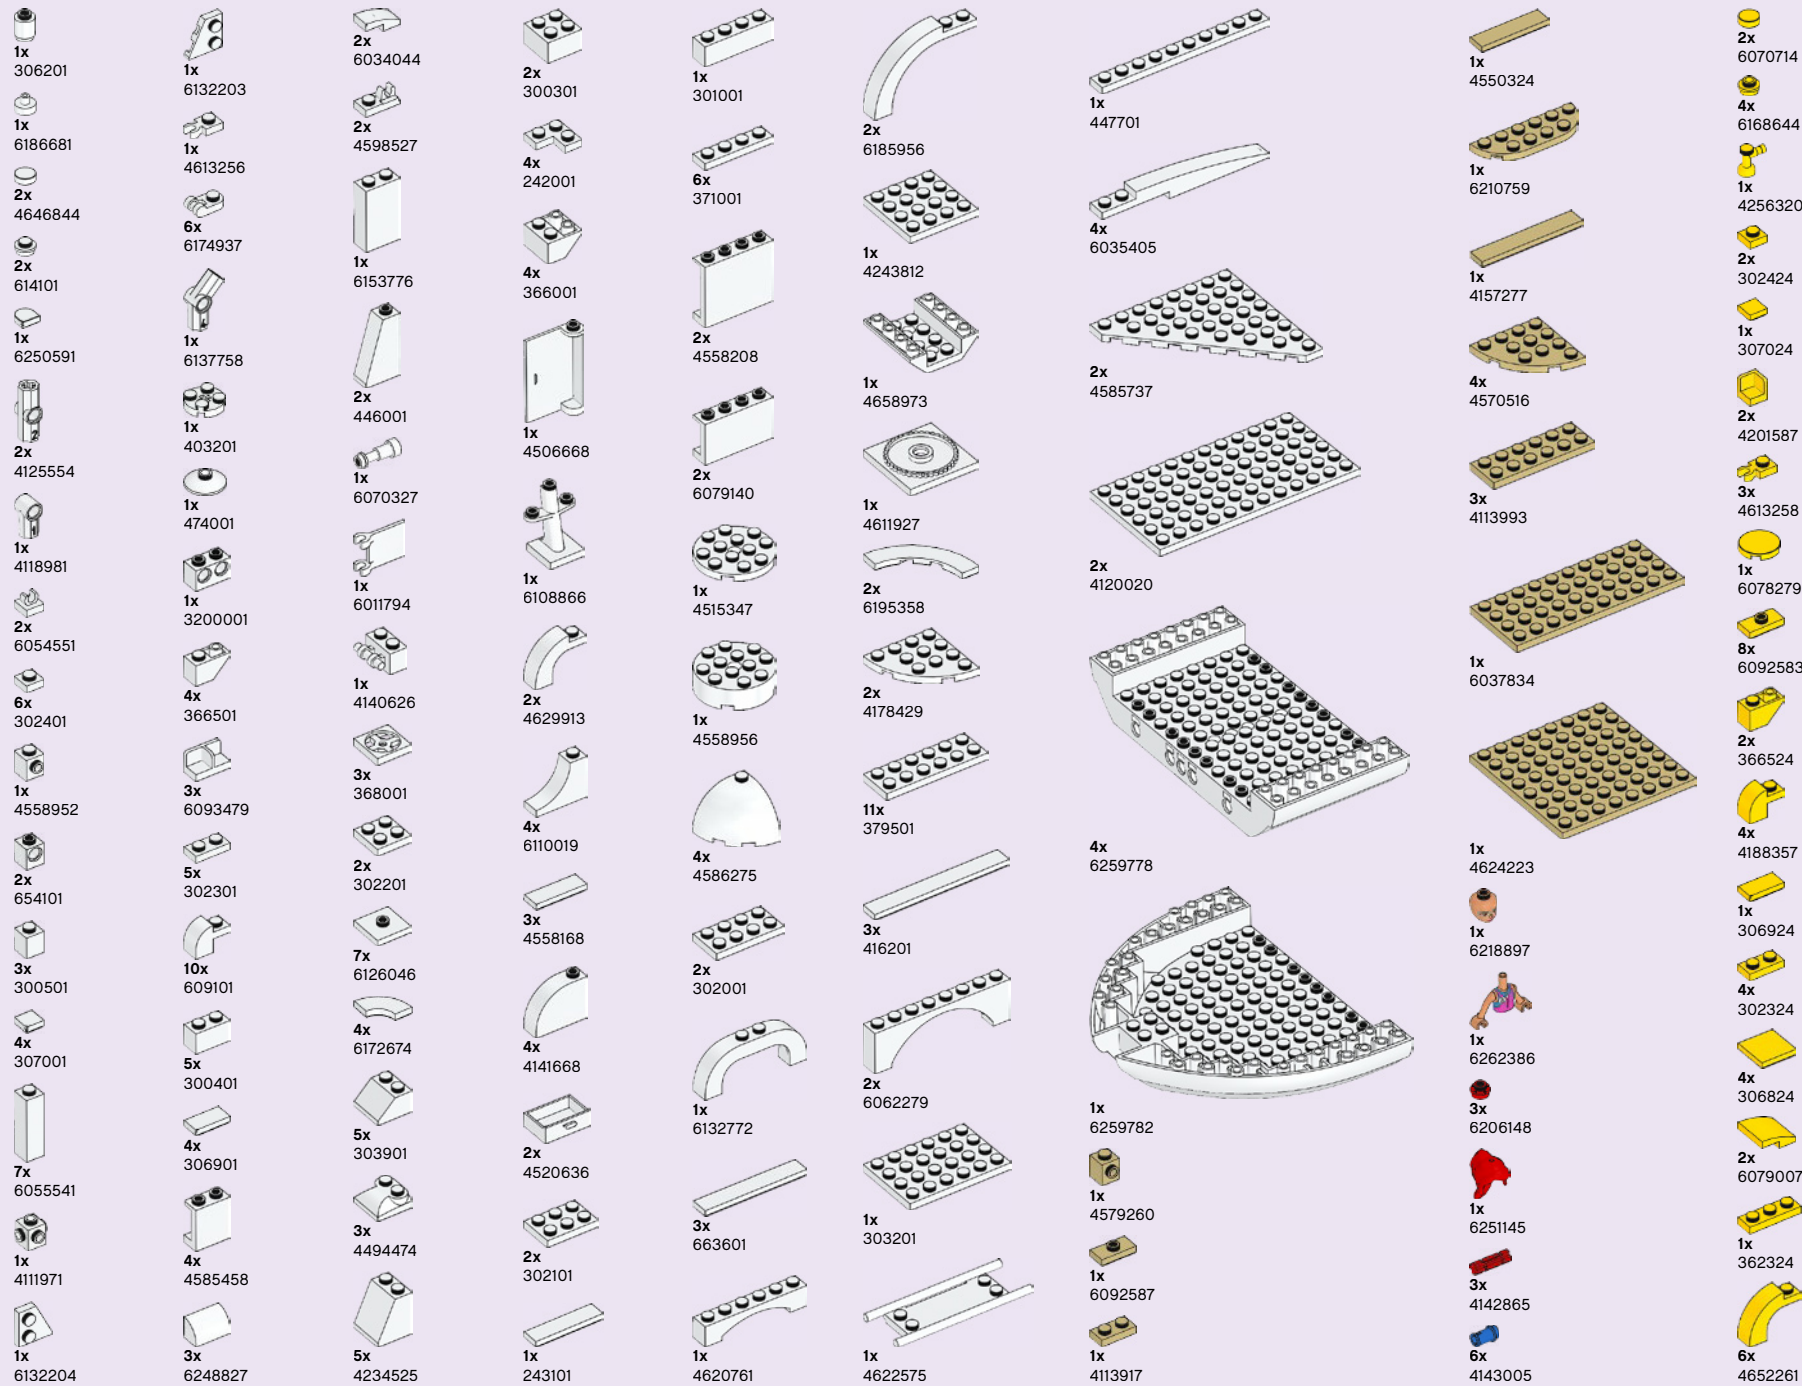 1x
306201
1x
6186681
2x
4646844
2x
614101
1x
6250591
2x
4125554
1x
4118981
2x
6054551
6x
302401
1x
4558952
2x
654101
3x
300501
4x
307001
7x
6055541
1x
4111971
1x
6132204
1x
6132203
1x
4613256
6x
6174937
1x
6137758
1x
403201
1x
474001
1x
3200001
4x
366501
3x
6093479
5x
302301
10x
609101
5x
300401
4x
306901
4x
4585458
3x
6248827
2x
6034044
2x
4598527
1x
6153776
2x
446001
1x
6070327
1x
6011794
1x
4140626
3x
368001
2x
302201
7x
6126046
4x
6172674
5x
303901
3x
4494474
5x
4234525
2x
300301
4x
242001
4x
366001
1x
4506668
1x
6108866
2x
4629913
4x
6110019
3x
4558168
4x
4141668
2x
4520636
2x
302101
1x
243101
1x
301001
6x
371001
2x
4558208
2x
6079140
1x
4515347
1x
4558956
4x
4586275
2x
302001
1x
6132772
3x
663601
1x
4620761
2x
6185956
1x
4243812
1x
4658973
1x
4611927
2x
6195358
2x
4178429
11x
379501
3x
416201
2x
6062279
1x
303201
1x
4622575
1x
447701
4x
6035405
2x
4585737
2x
4120020
4x
6259778
1x
6259782
1x
4579260
1x
6092587
1x
4113917
1x
4550324
1x
6210759
1x
4157277
4x
4570516
3x
4113993
1x
6037834
1x
4624223
1x
6218897
1x
6262386
3x
6206148
1x
6251145
3x
4142865
6x
4143005
2x
6070714
4x
6168644
1x
4256320
2x
302424
1x
307024
2x
4201587
3x
4613258
1x
6078279
8x
6092583
2x
366524
4x
4188357
1x
306924
4x
302324
4x
306824
2x
6079007
1x
362324
6x
4652261